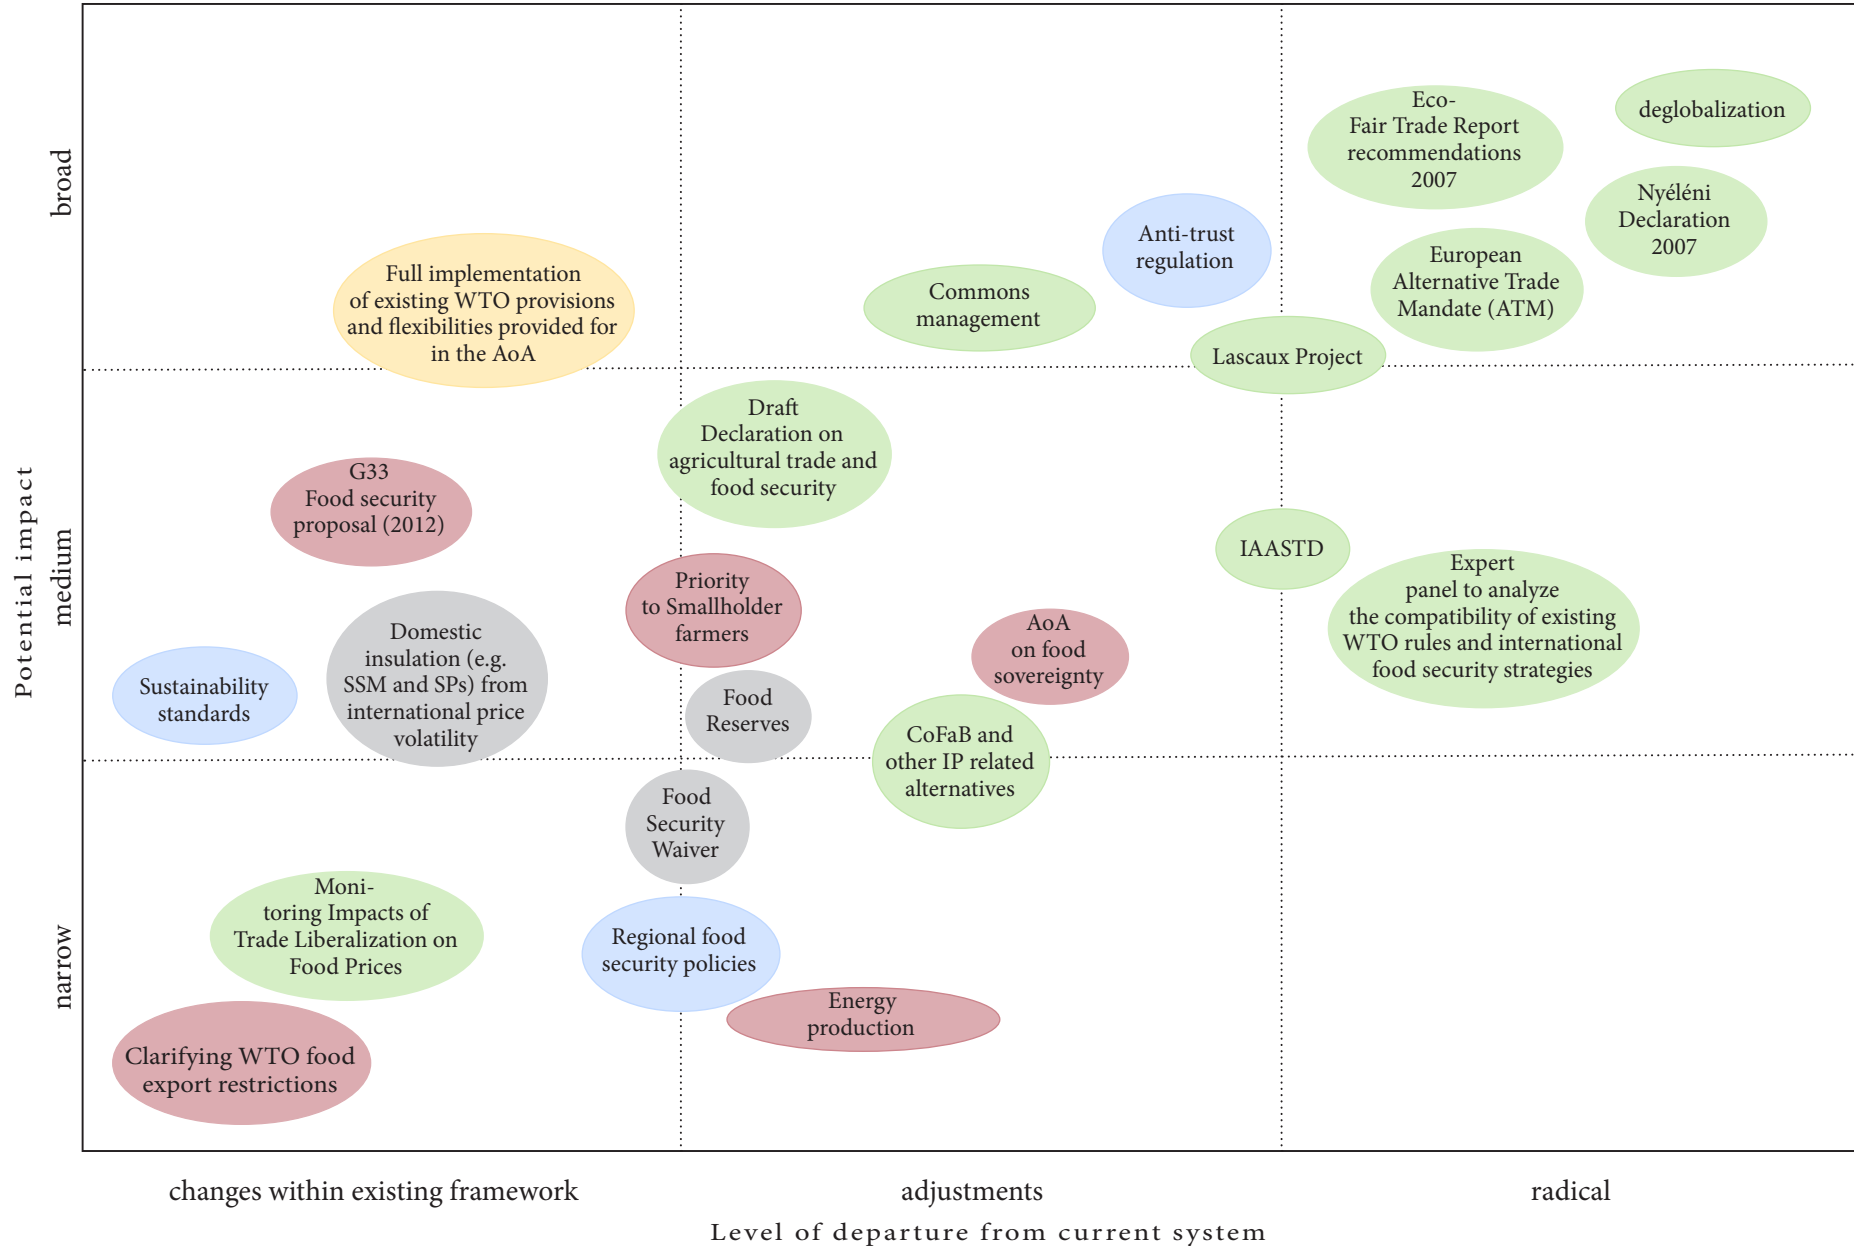 Eco-
Fair Trade Report
recommendations
2007
deglobalization
Nyéléni
Declaration
2007
European
Alternative Trade
Mandate (ATM)
Anti-trust
regulation
Commons
management
Lascaux Project
Full implementation
of existing WTO provisions
and flexibilities provided for
in the AoA
broad
Draft
Declaration on
agricultural trade and
food security
G33
Food security
proposal (2012)
IAASTD
Expert
panel to analyze
the compatibility of existing
WTO rules and international
food security strategies
Priority
to Smallholder
farmers
AoA
on food
sovereignty
Domestic
insulation (e.g.
SSM and SPs) from
international price
volatility
Sustainability
standards
Food
Reserves
CoFaB and
other IP related
alternatives
Potential impact
medium
Food
Security
Waiver
Moni-
toring Impacts of
Trade Liberalization on
Food Prices
Regional food
security policies
Energy
production
Clarifying WTO food
export restrictions
narrow
changes within existing framework
adjustments
radical
Level of departure from current system